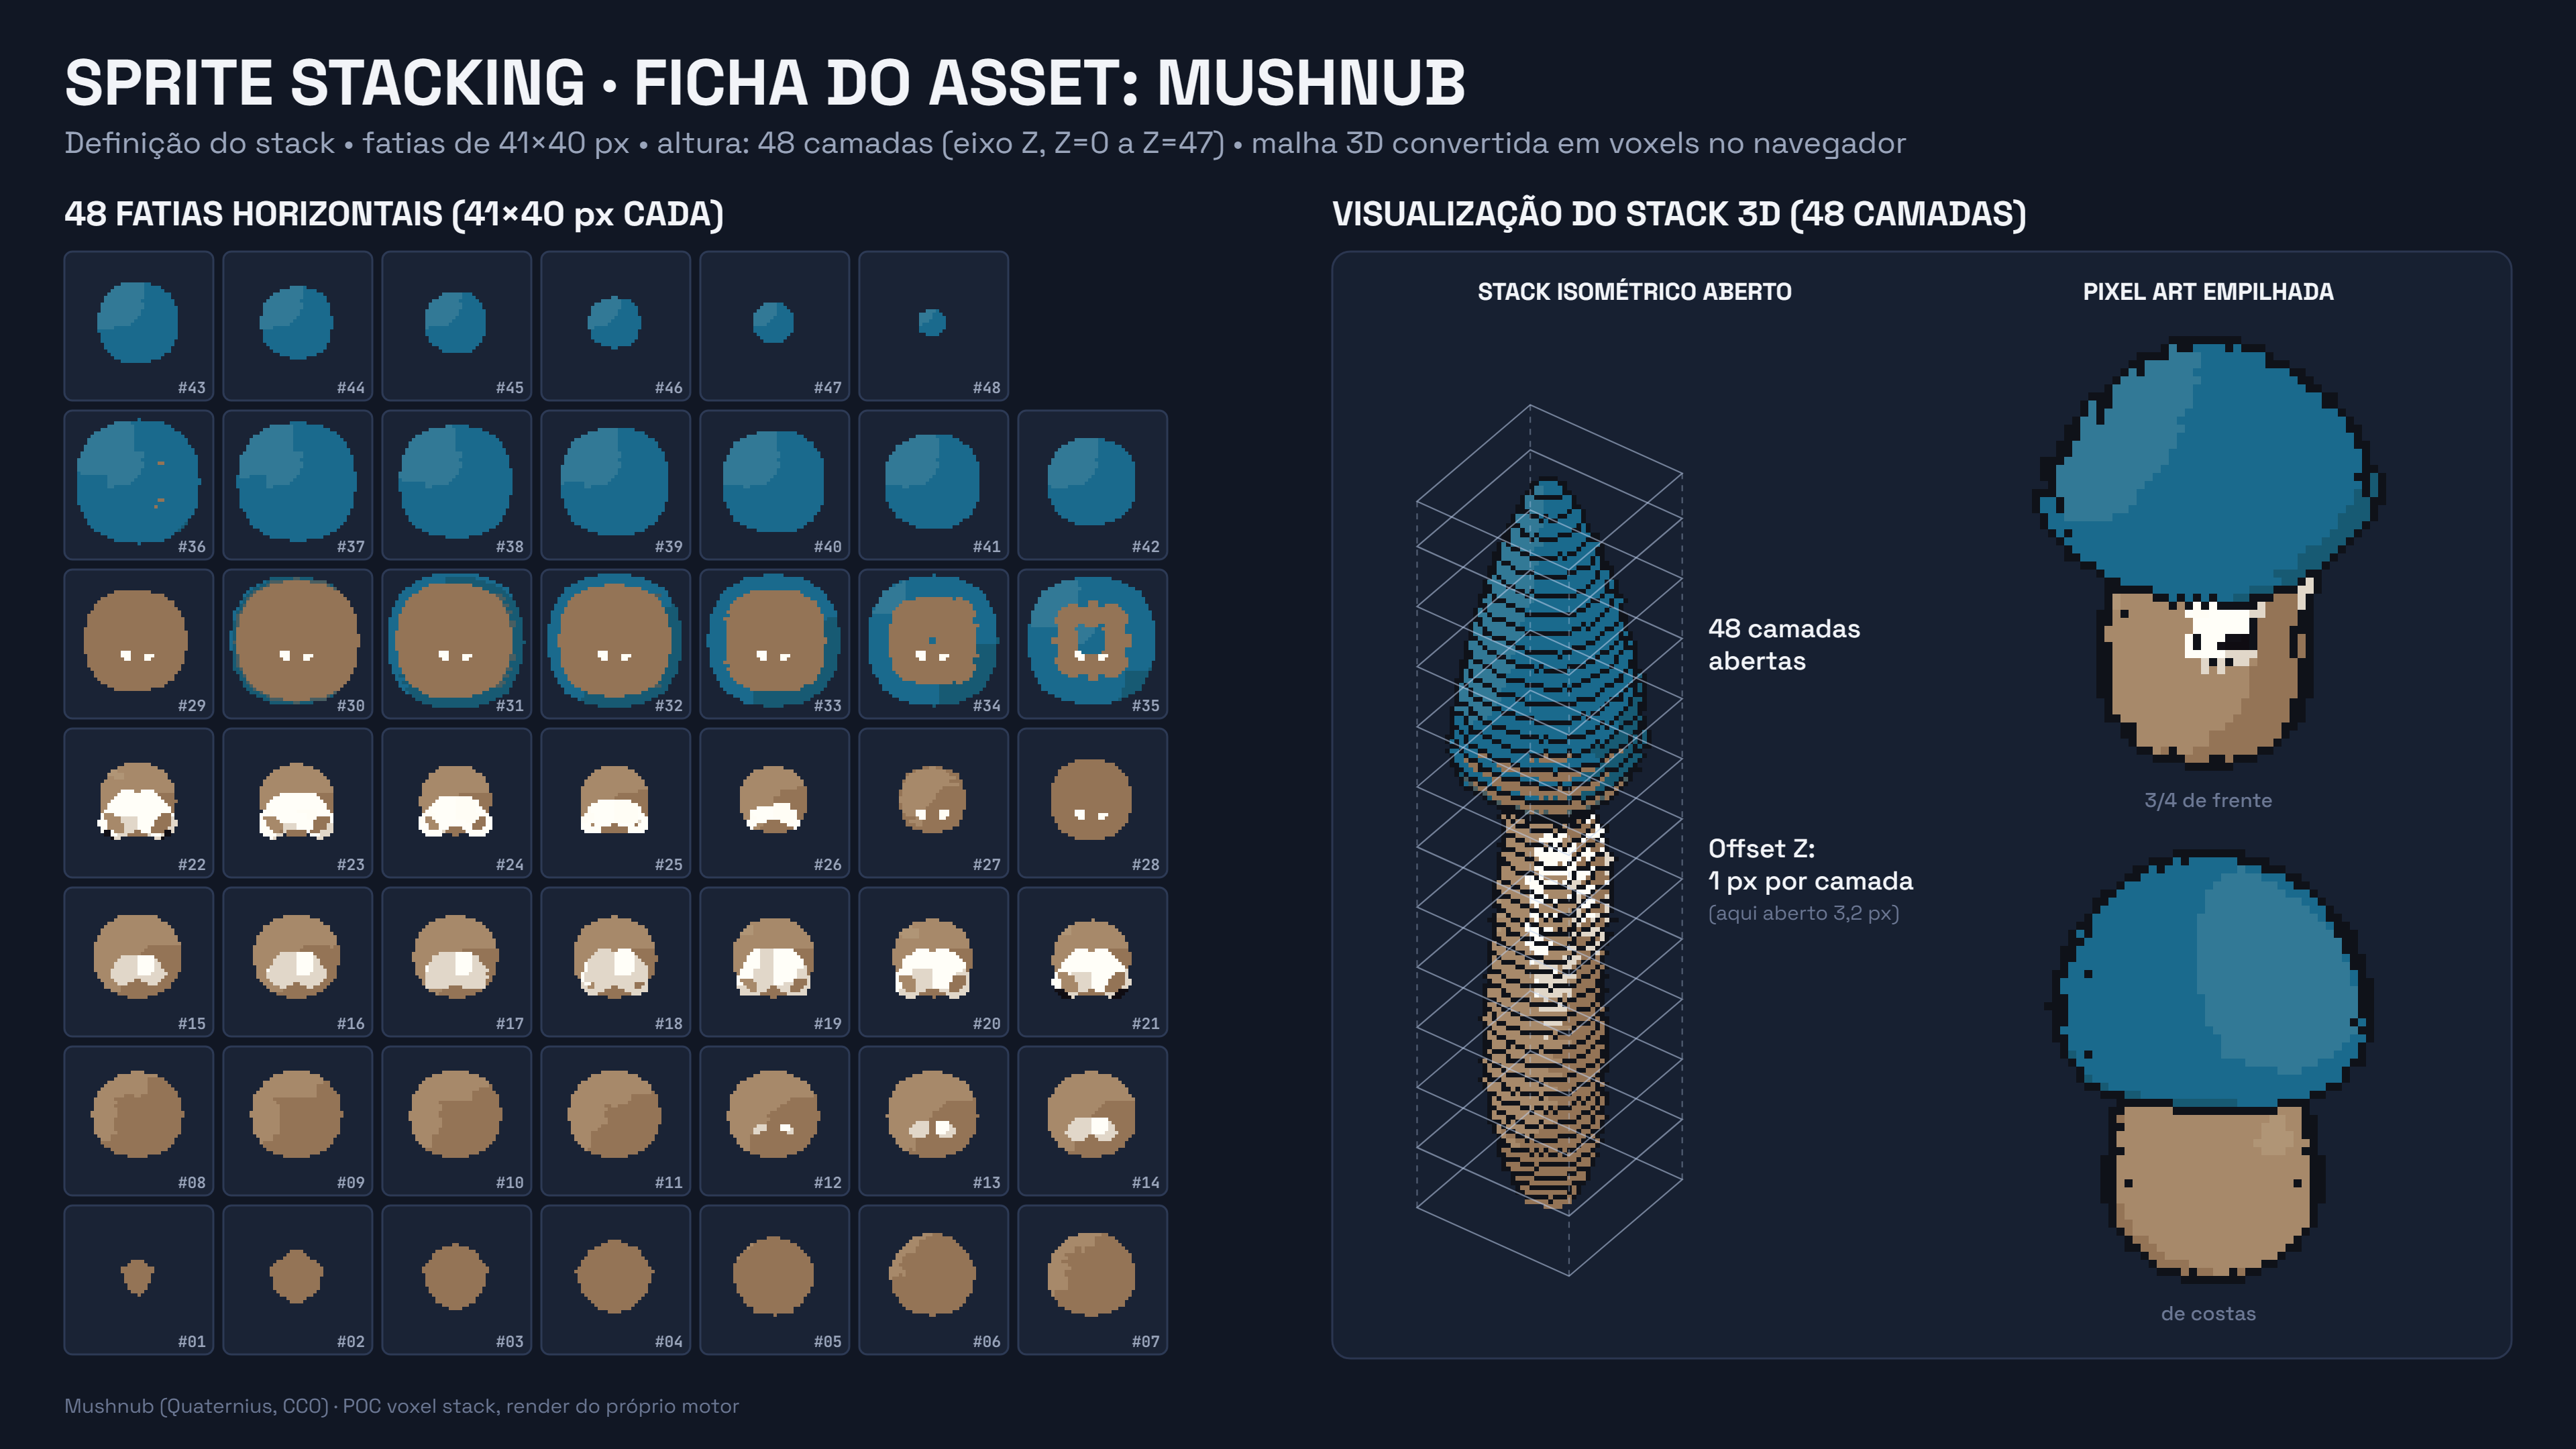 SPRITE STACKING · FICHA DO ASSET: MUSHNUB
Definição do stack • fatias de 41×40 px • altura: 48 camadas (eixo Z, Z=0 a Z=47) • malha 3D convertida em voxels no navegador
48 FATIAS HORIZONTAIS (41×40 px CADA)
#43 #44 #45 #46 #47 #48
#36 #37 #38 #39 #40 #41 #42
#29 #30 #31 #32 #33 #34 #35
#22 #23 #24 #25 #26 #27 #28
#15 #16 #17 #18 #19 #20 #21
#08 #09 #10 #11 #12 #13 #14
#01 #02 #03 #04 #05 #06 #07
VISUALIZAÇÃO DO STACK 3D (48 CAMADAS)
STACK ISOMÉTRICO ABERTO
48 camadas
abertas
Offset Z:
1 px por camada
(aqui aberto 3,2 px)
PIXEL ART EMPILHADA
3/4 de frente
de costas
Mushnub (Quaternius, CC0) · POC voxel stack, render do próprio motor